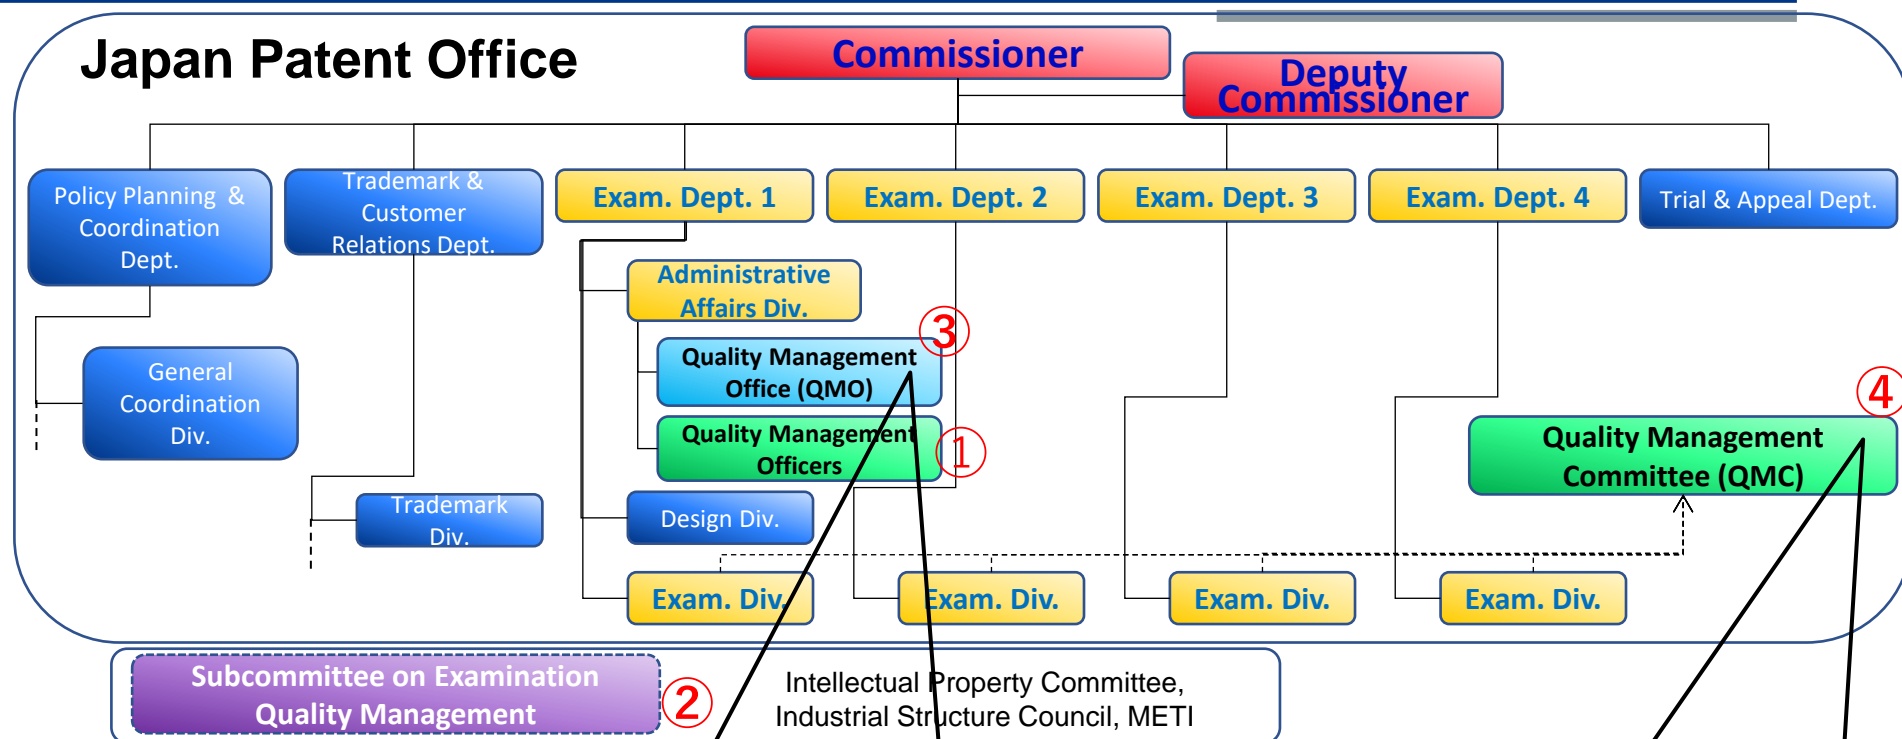 Japan Patent Office
Commissioner
Deputy
Commissioner
Policy Planning &
Coordination
Dept.
Trademark &
Customer
Relations Dept.
Exam. Dept. 1
Exam. Dept. 2
Exam. Dept. 3
Exam. Dept. 4
Trial & Appeal Dept.
Administrative
Affairs Div.
③
Quality Management
Office (QMO)
General
Coordination
Div.
Quality Management
Officers
①
④
Quality Management
Committee (QMC)
Trademark
Div.
Design Div.
Exam. Div.
Exam. Div.
Exam. Div.
Exam. Div.
Subcommittee on Examination
Quality Management
②
Intellectual Property Committee,
Industrial Structure Council, METI